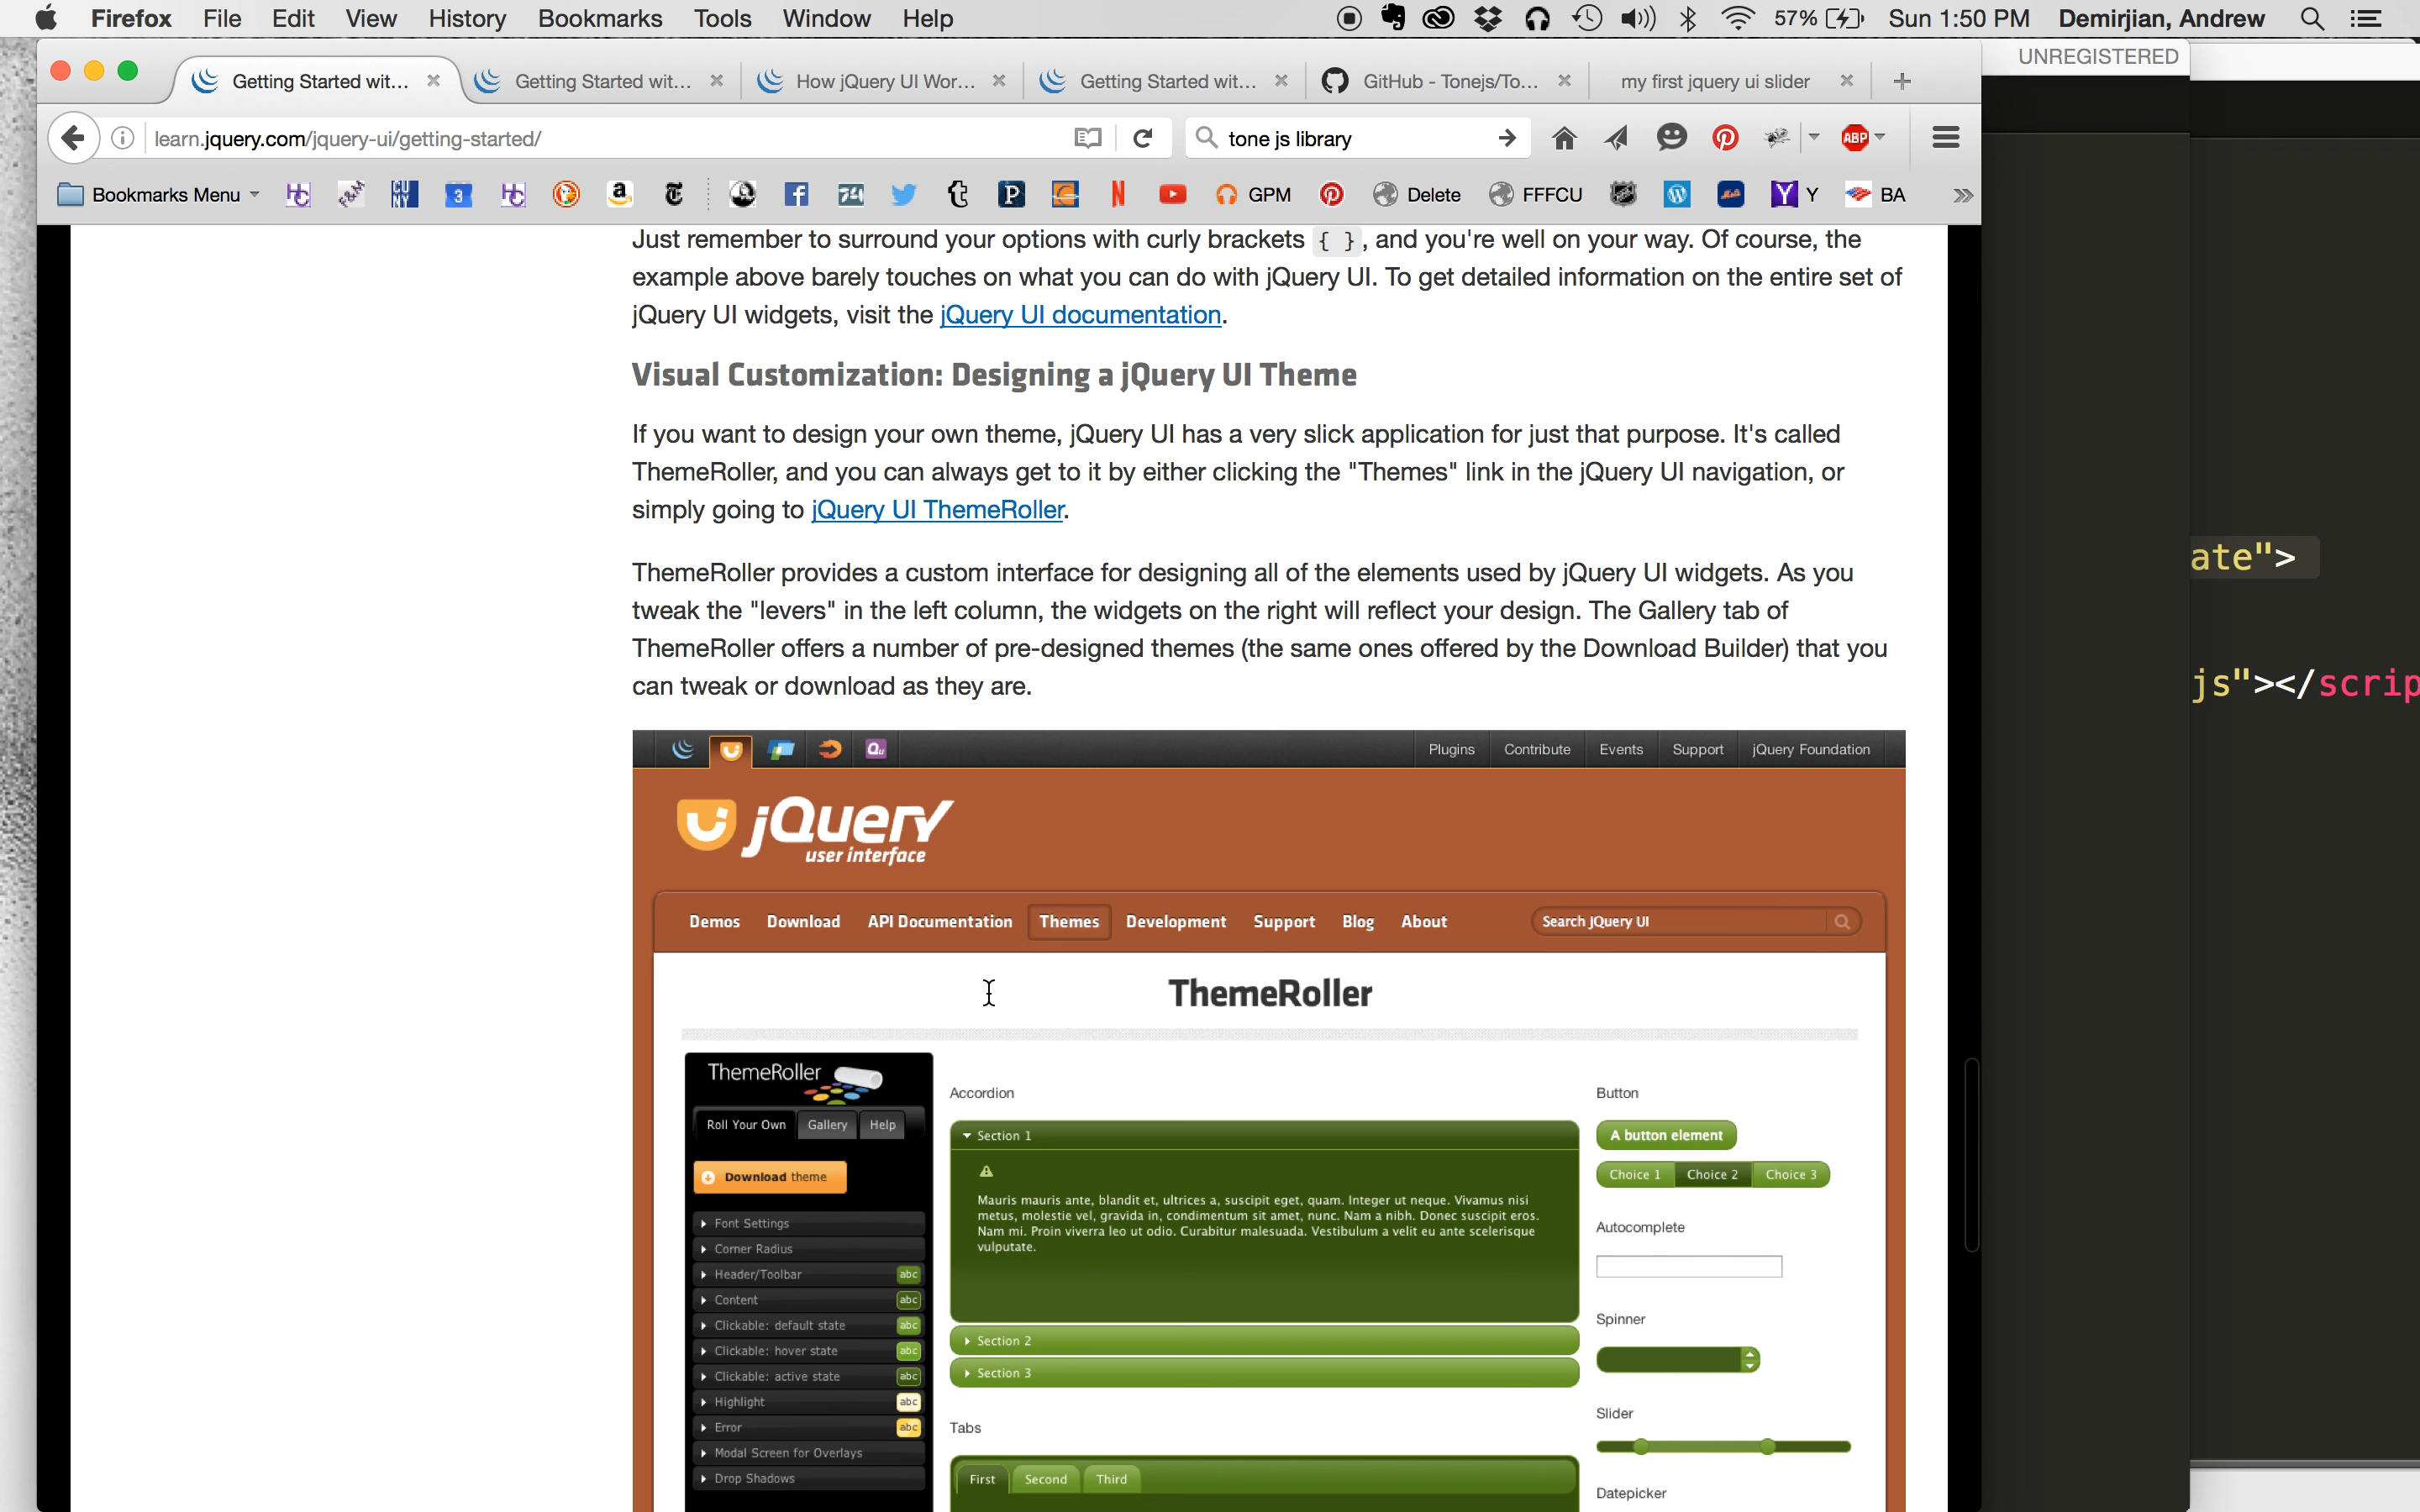 Firefox File Edit View History Bookmarks Tools Window Help 57% Sun 1:50 PM Demirjian, Andrew
UNREGISTERED
Getting Started wit... Getting Started wit... How jQuery UI Wor... Getting Started wit... GitHub - Tonejs/To... my first jquery ui slider
learn.jquery.com/jquery-ui/getting-started/ tone js library ABP
Bookmarks Menu GPM Delete FFFCU Y BA
Just remember to surround your options with curly brackets { }, and you're well on your way. Of course, the
example above barely touches on what you can do with jQuery UI. To get detailed information on the entire set of
jQuery UI widgets, visit the jQuery UI documentation.
Visual Customization: Designing a jQuery UI Theme
If you want to design your own theme, jQuery UI has a very slick application for just that purpose. It's called
ThemeRoller, and you can always get to it by either clicking the "Themes" link in the jQuery UI navigation, or
simply going to jQuery UI ThemeRoller.
ate">
ThemeRoller provides a custom interface for designing all of the elements used by jQuery UI widgets. As you
tweak the "levers" in the left column, the widgets on the right will reflect your design. The Gallery tab of
ThemeRoller offers a number of pre-designed themes (the same ones offered by the Download Builder) that you
can tweak or download as they are.
js"></scrip
Plugins Contribute Events Support jQuery Foundation
jQuery
user interface
Demos Download API Documentation Themes Development Support Blog About Search jQuery UI
ThemeRoller
ThemeRoller
Roll Your Own Gallery Help
Download theme
Font Settings
Corner Radius
Header/Toolbar abc
Content abc
Clickable: default state abc
Clickable: hover state abc
Clickable: active state abc
Highlight abc
Error abc
Modal Screen for Overlays
Drop Shadows
Accordion
Section 1
Mauris mauris ante, blandit et, ultrices a, suscipit eget, quam. Integer ut neque. Vivamus nisi
metus, molestie vel, gravida in, condimentum sit amet, nunc. Nam a nibh. Donec suscipit eros.
Nam mi. Proin viverra leo ut odio. Curabitur malesuada. Vestibulum a velit eu ante scelerisque
vulputate.
Section 2
Section 3
Tabs
First Second Third
Button
A button element
Choice 1 Choice 2 Choice 3
Autocomplete
Spinner
Slider
Datepicker